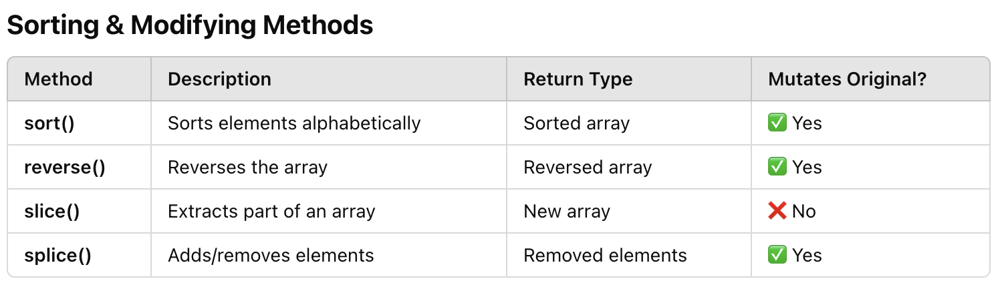 Sorting & Modifying Methods
Method Description Return Type Mutates Original?
sort() Sorts elements alphabetically Sorted array ✅ Yes
reverse() Reverses the array Reversed array ✅ Yes
slice() Extracts part of an array New array ❌ No
splice() Adds/removes elements Removed elements ✅ Yes